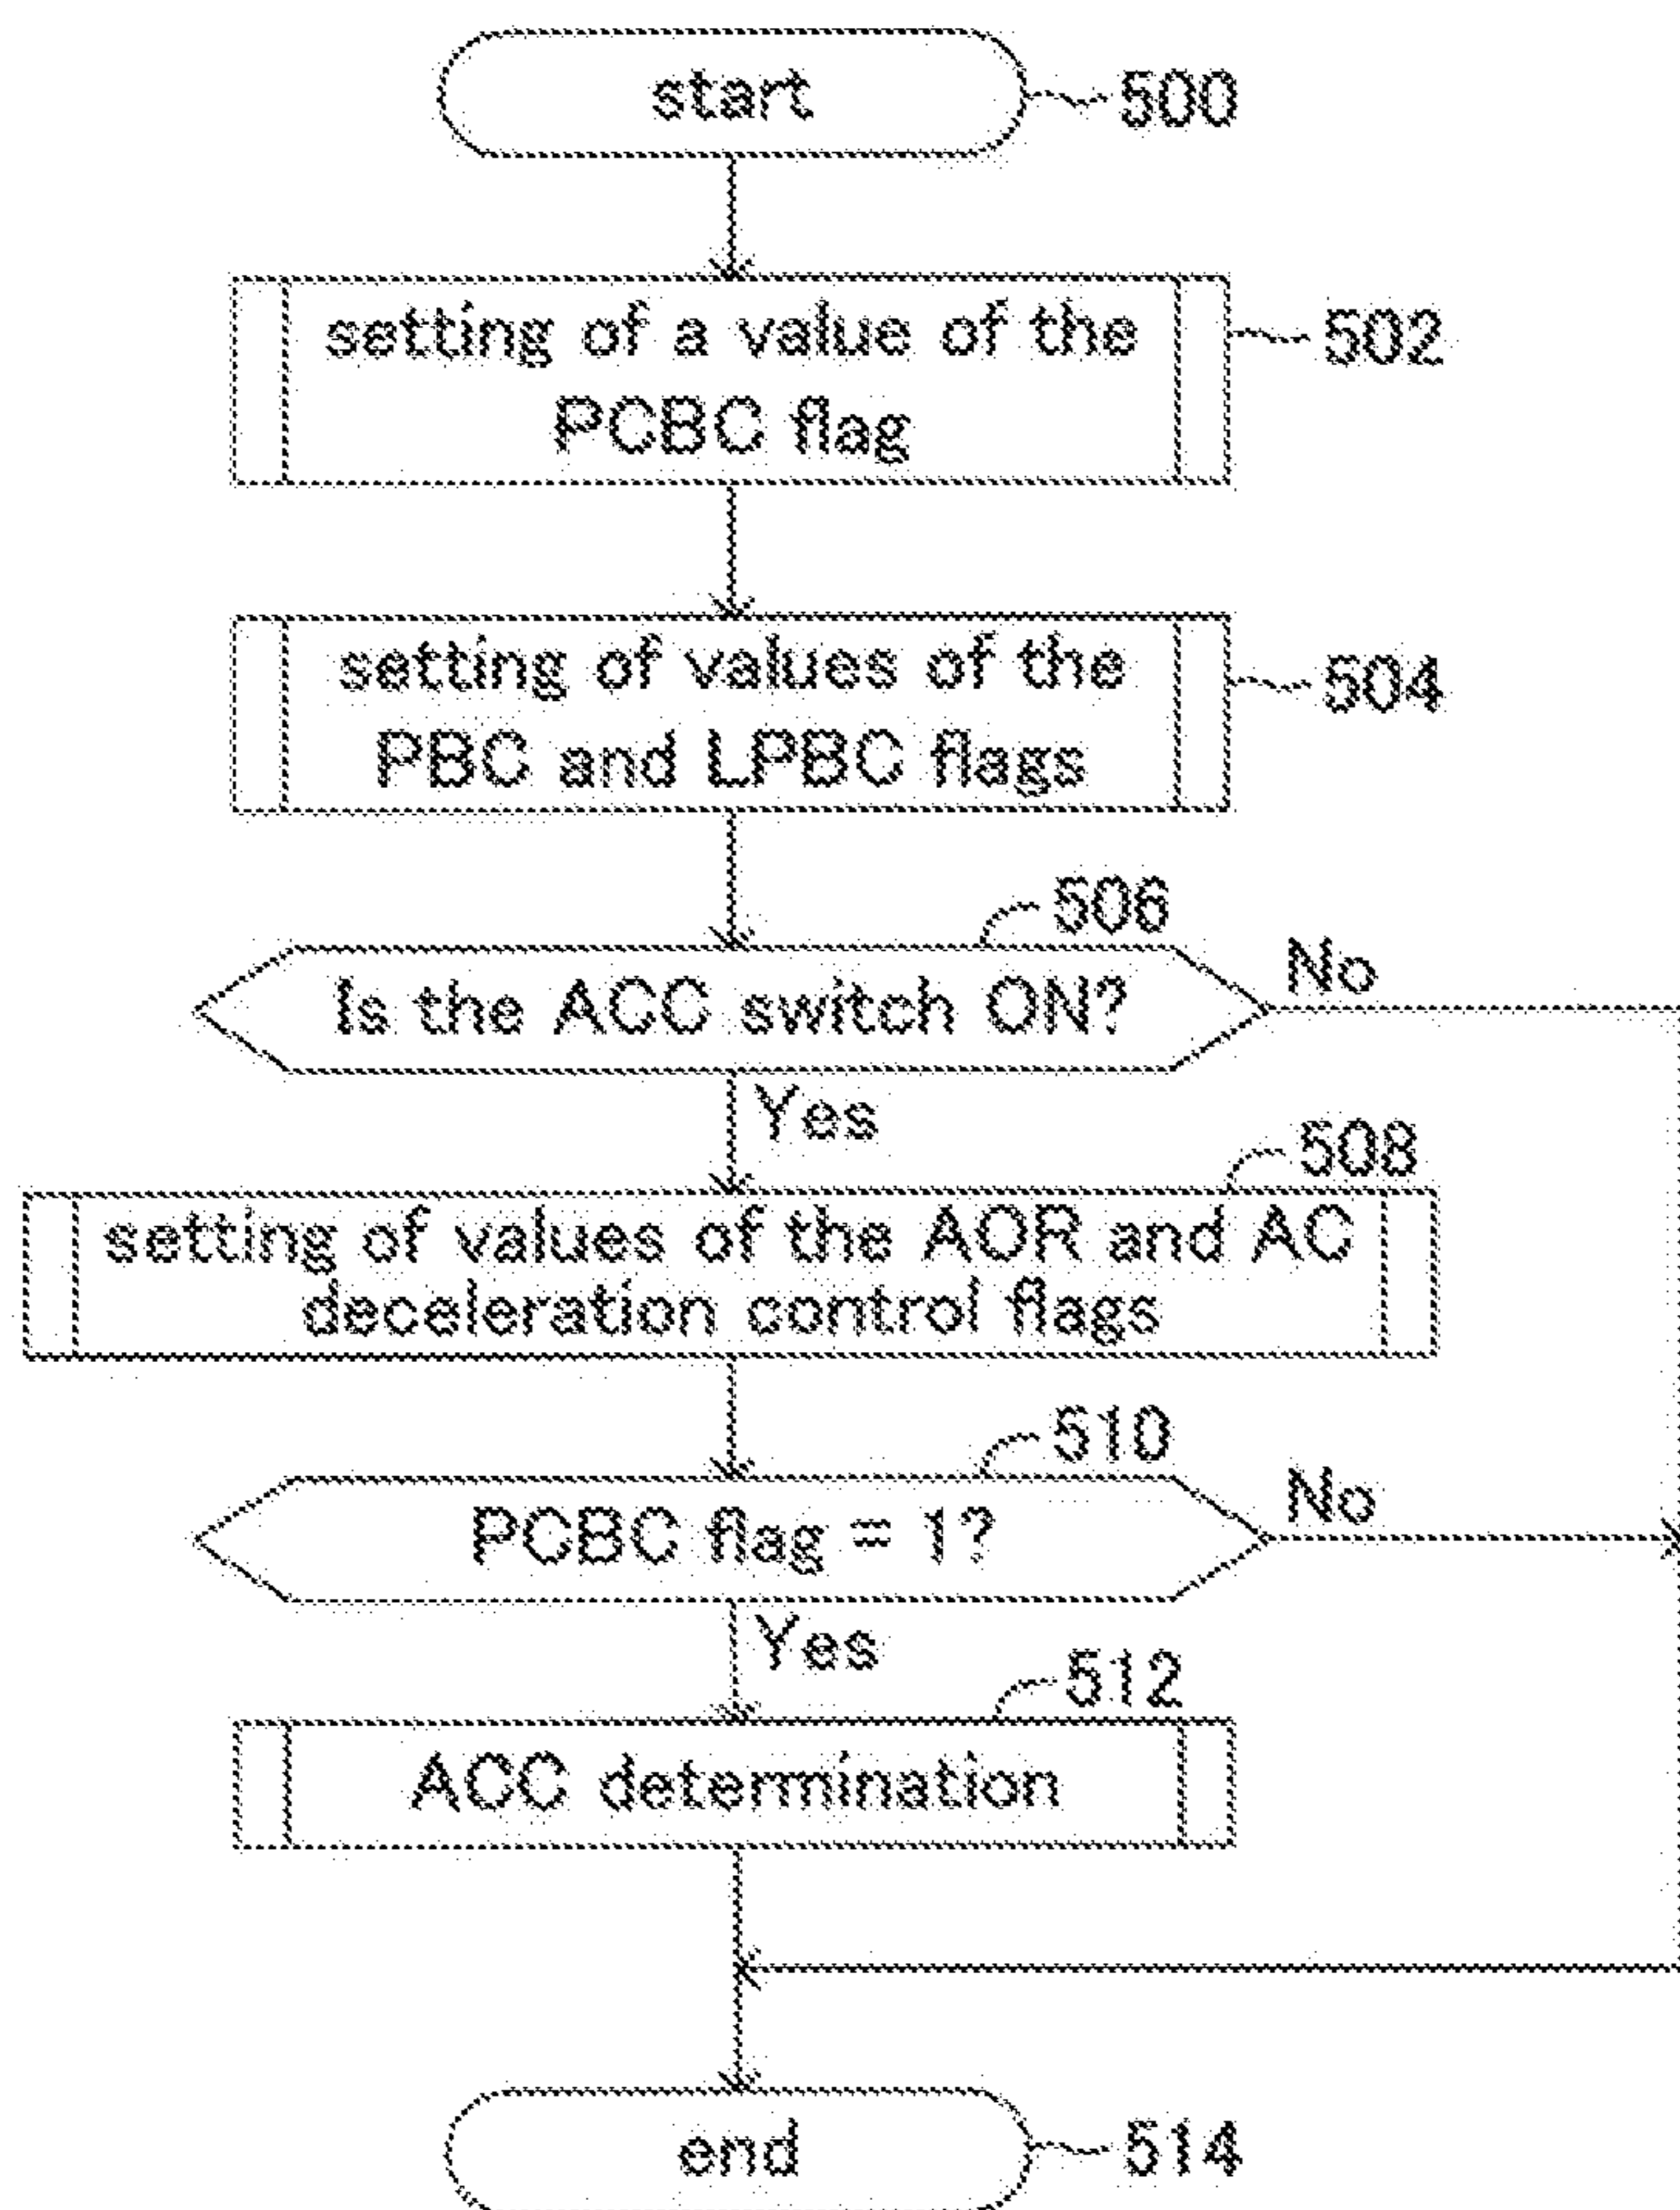 start
500
setting of a value of the
PCBC flag
502
setting of values of the
PBC and LPBC flags
504
506
Is the ACC switch ON?
No
Yes
508
setting of values of the AOR and AC
deceleration control flags
510
PCBC flag = 1?
No
Yes
512
ACC determination
end
514